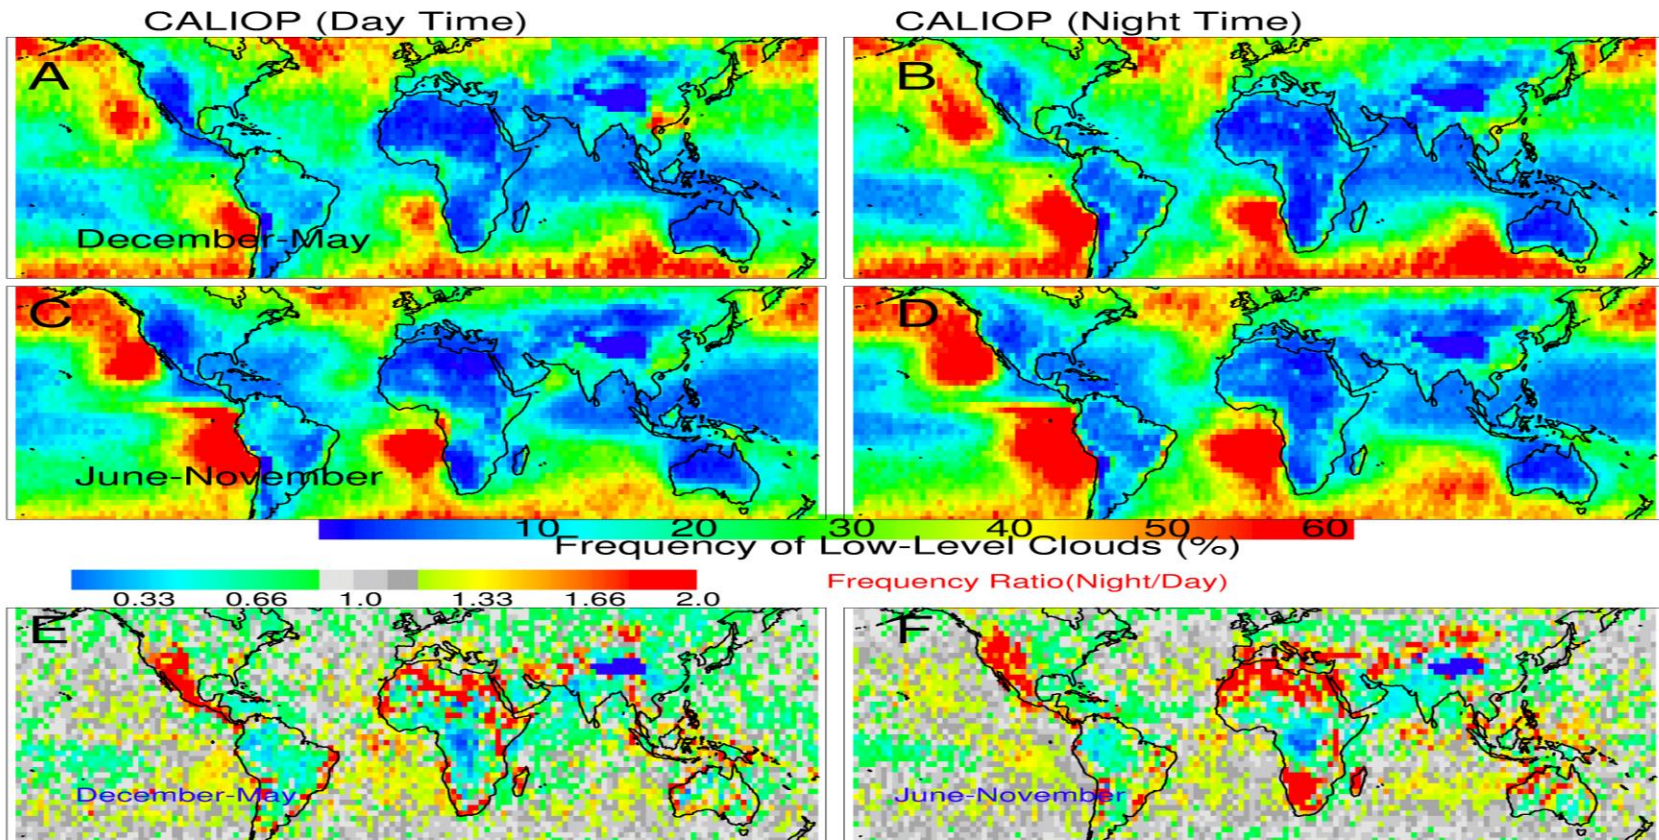 CALIOP (Day Time)
CALIOP (Night Time)
A
B
December-May
C
D
June-November
10 20 30 40 50 60
Frequency of Low-Level Clouds (%)
Frequency Ratio(Night/Day)
0.33 0.66 1.0 1.33 1.66 2.0
E
F
December-May
June-November